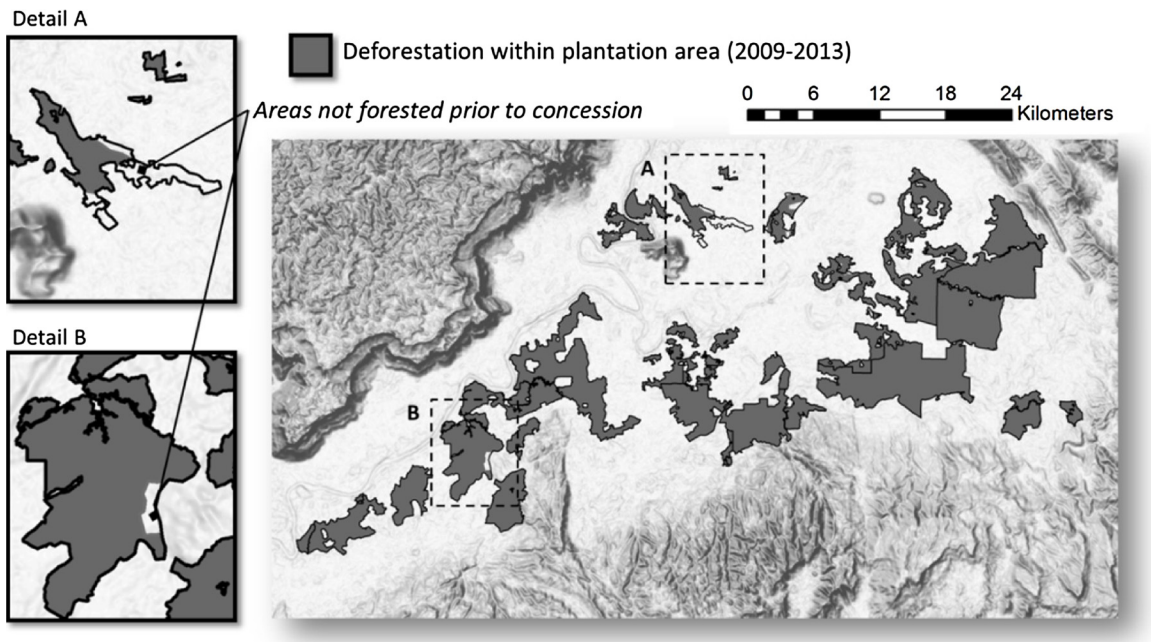 Detail A
Deforestation within plantation area (2009-2013)
Areas not forested prior to concession
0 6 12 18 24
Kilometers
A
Detail B
B